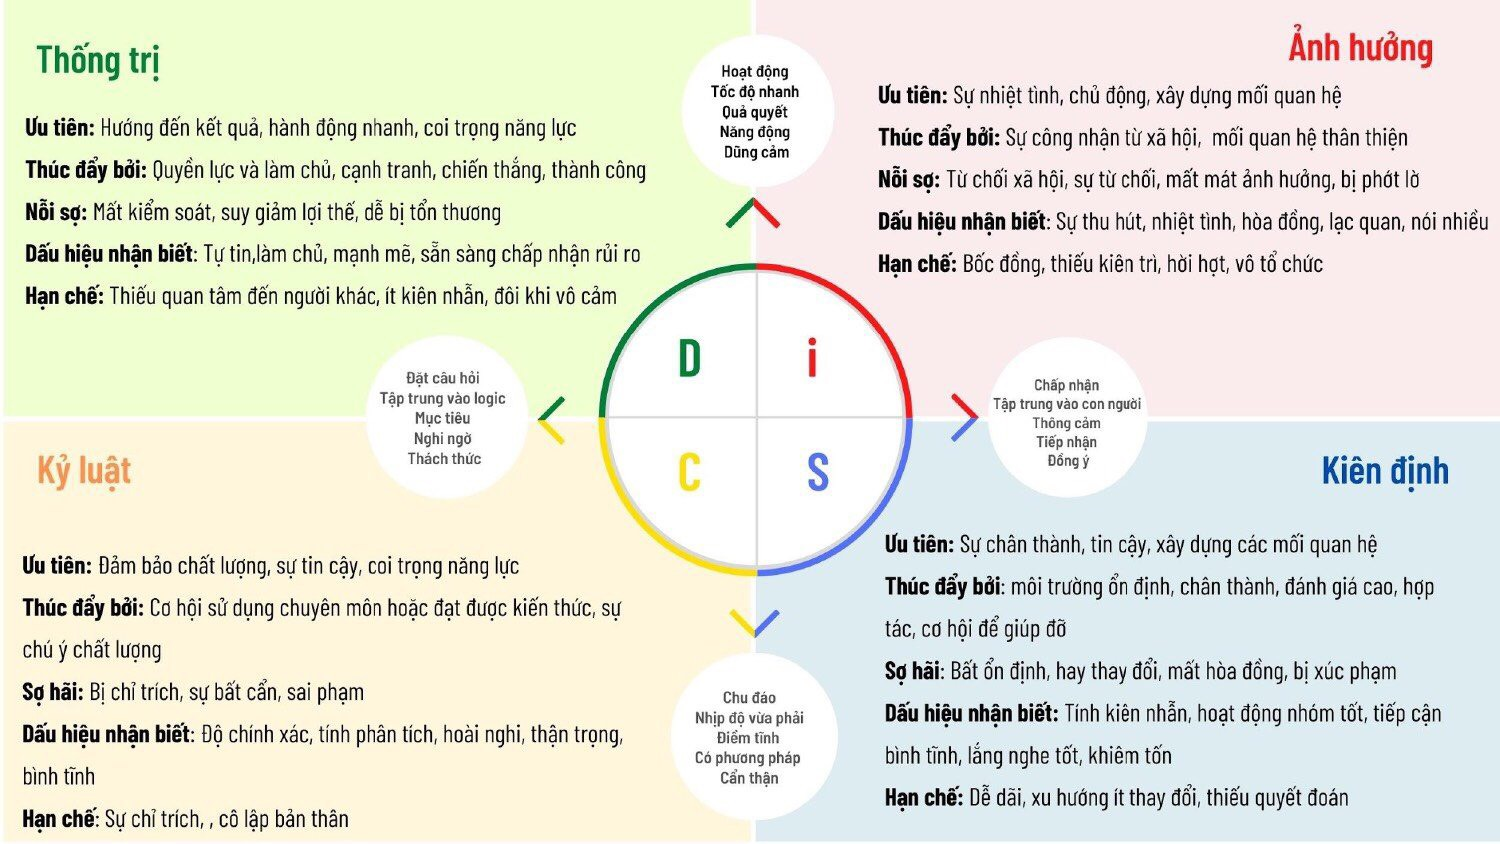 Thống trị
Ưu tiên: Hướng đến kết quả, hành động nhanh, coi trọng năng lực
Thúc đẩy bởi: Quyền lực và làm chủ, cạnh tranh, chiến thắng, thành công
Nỗi sợ: Mất kiểm soát, suy giảm lợi thế, dễ bị tổn thương
Dấu hiệu nhận biết: Tự tin,làm chủ, mạnh mẽ, sẵn sàng chấp nhận rủi ro
Hạn chế: Thiếu quan tâm đến người khác, ít kiên nhẫn, đôi khi vô cảm
Hoạt động
Tốc độ nhanh
Quả quyết
Năng động
Dũng cảm
Ảnh hưởng
Ưu tiên: Sự nhiệt tình, chủ động, xây dựng mối quan hệ
Thúc đẩy bởi: Sự công nhận từ xã hội, mối quan hệ thân thiện
Nỗi sợ: Từ chối xã hội, sự từ chối, mất mát ảnh hưởng, bị phớt lờ
Dấu hiệu nhận biết: Sự thu hút, nhiệt tình, hòa đồng, lạc quan, nói nhiều
Hạn chế: Bốc đồng, thiếu kiên trì, hời hợt, vô tổ chức
Đặt câu hỏi
Tập trung vào logic
Mục tiêu
Nghi ngờ
Thách thức
D
i
C
S
Chấp nhận
Tập trung vào con người
Thông cảm
Tiếp nhận
Đồng ý
Kỷ luật
Ưu tiên: Đảm bảo chất lượng, sự tin cậy, coi trọng năng lực
Thúc đẩy bởi: Cơ hội sử dụng chuyên môn hoặc đạt được kiến thức, sự
chú ý chất lượng
Sợ hãi: Bị chỉ trích, sự bất cẩn, sai phạm
Dấu hiệu nhận biết: Độ chính xác, tính phân tích, hoài nghi, thận trọng,
bình tĩnh
Hạn chế: Sự chỉ trích, , cô lập bản thân
Chu đáo
Nhịp độ vừa phải
Điềm tĩnh
Có phương pháp
Cẩn thận
Kiên định
Ưu tiên: Sự chân thành, tin cậy, xây dựng các mối quan hệ
Thúc đẩy bởi: môi trường ổn định, chân thành, đánh giá cao, hợp
tác, cơ hội để giúp đỡ
Sợ hãi: Bất ổn định, hay thay đổi, mất hòa đồng, bị xúc phạm
Dấu hiệu nhận biết: Tính kiên nhẫn, hoạt động nhóm tốt, tiếp cận
bình tĩnh, lắng nghe tốt, khiêm tốn
Hạn chế: Dễ dãi, xu hướng ít thay đổi, thiếu quyết đoán